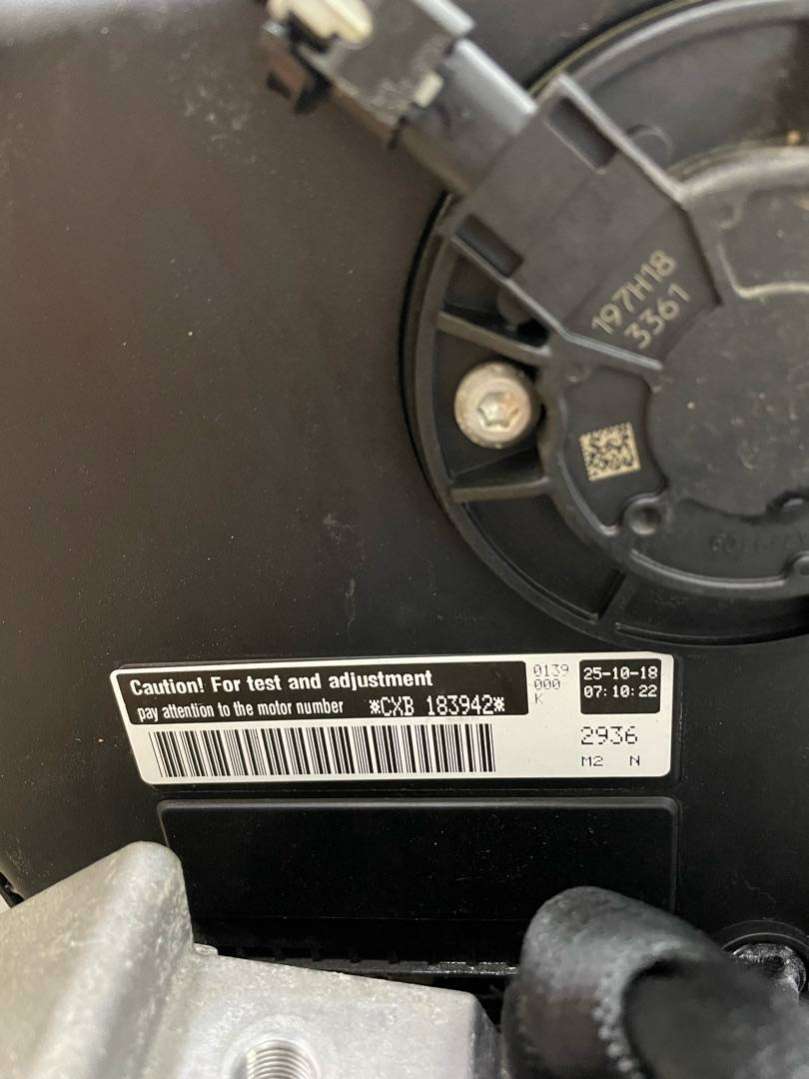 197H18
3361
Caution! For test and adjustment
pay attention to the motor number *CXB 183942*
0139
000
K
25-10-18
07:10:22
2936
M2 N